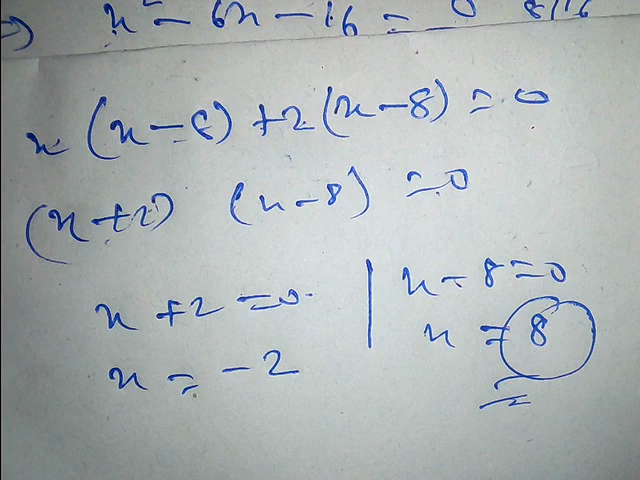 ⇒ x² - 6x - 16 = 0
x (x - 8) + 2 (x - 8) = 0
(x + 2) (x - 8) = 0
x + 2 = 0 | x - 8 = 0
x = -2 | x = 8